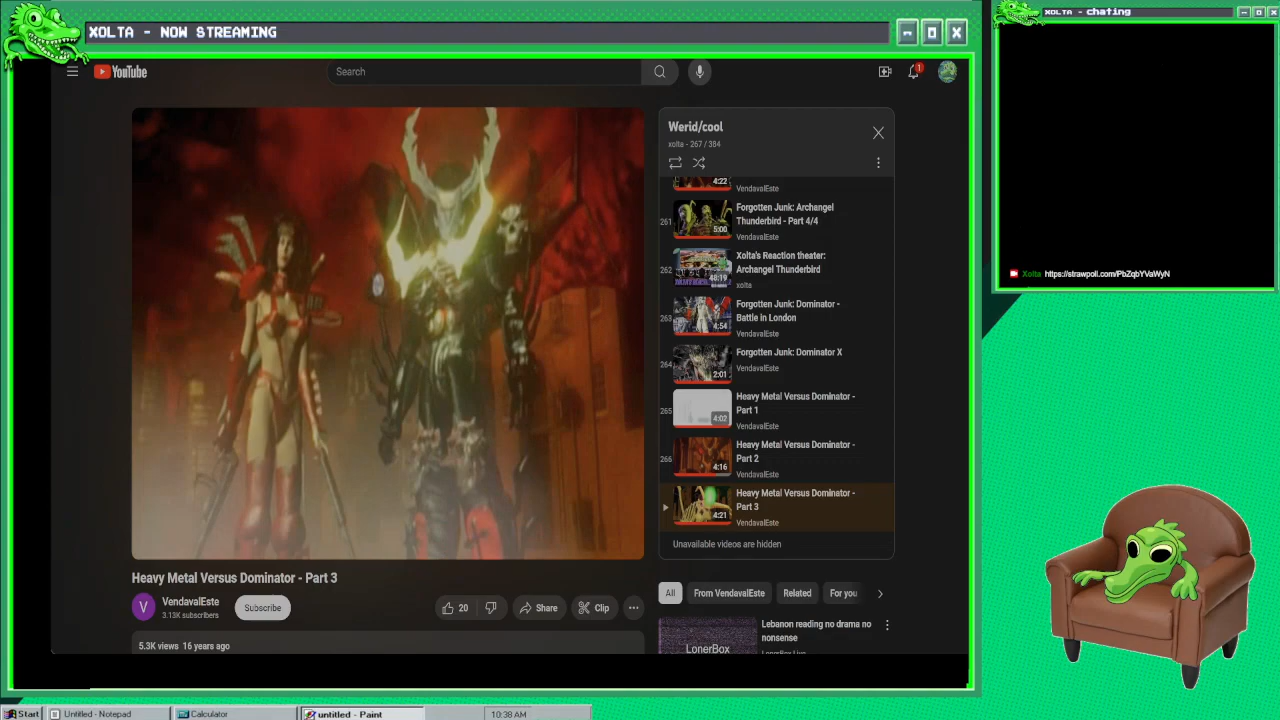 XOLTA - NOW STREAMING
YouTube
Search
1
Werid/cool
xolta - 267 / 384
4:22
VendavalEste
261
5:00
Forgotten Junk: Archangel
Thunderbird - Part 4/4
VendavalEste
262
48:19
Xolta's Reaction theater:
Archangel Thunderbird
xolta
263
4:54
Forgotten Junk: Dominator -
Battle in London
VendavalEste
264
2:01
Forgotten Junk: Dominator X
VendavalEste
265
4:02
Heavy Metal Versus Dominator -
Part 1
VendavalEste
266
4:16
Heavy Metal Versus Dominator -
Part 2
VendavalEste
4:21
Heavy Metal Versus Dominator -
Part 3
VendavalEste
Unavailable videos are hidden
Heavy Metal Versus Dominator - Part 3
V
VendavalEste
3.13K subscribers
Subscribe
20
Share
Clip
5.3K views 16 years ago
All
From VendavalEste
Related
For you
LonerBox
Lebanon reading no drama no
nonsense
LonerBox Live
XOLTA - chating
Xolta https://strawpoll.com/PbZqbYVaWyN
Start
Untitled - Notepad
Calculator
untitled - Paint
10:38 AM